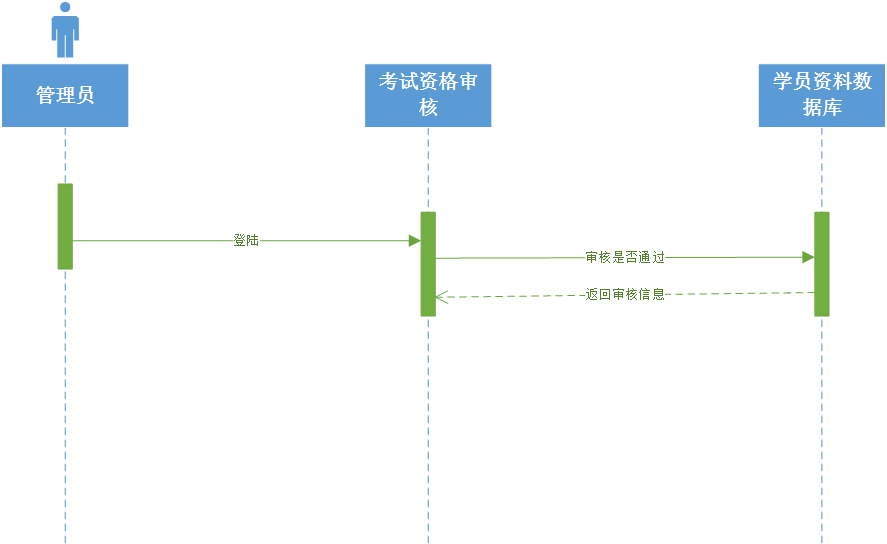 管理员
考试资格审
核
学员资料数
据库
登陆
审核是否通过
返回审核信息